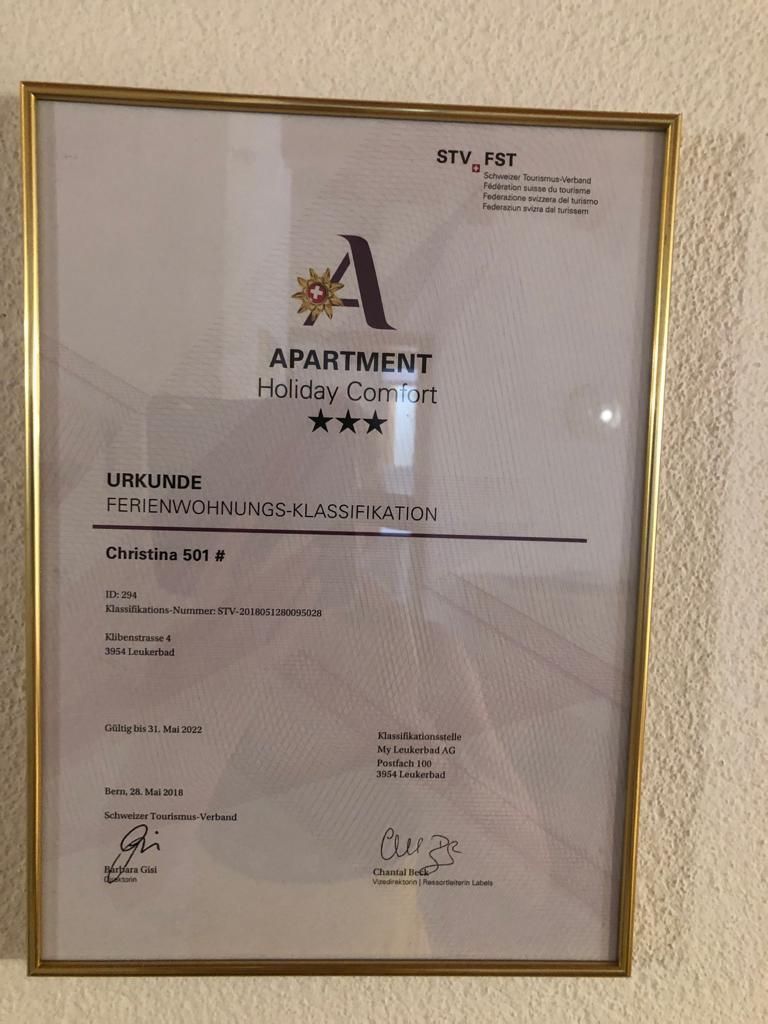 STV FST
Schweizer Tourismus-Verband
Fédération suisse du tourisme
Federazione svizzera del turismo
Federaziun svizra dal turissem
A
APARTMENT
Holiday Comfort
★★★
URKUNDE
FERIENWOHNUNGS-KLASSIFIKATION
Christina 501 #
ID: 294
Klassifikations-Nummer: STV-2018051280095028
Klibenstrasse 4
3954 Leukerbad
Gültig bis 31. Mai 2022
Klassifikationsstelle
My Leukerbad AG
Postfach 100
3954 Leukerbad
Bern, 28. Mai 2018
Schweizer Tourismus-Verband
Barbara Gisi
Direktorin
Chantal Beck
Vizedirektorin | Ressortleiterin Labels